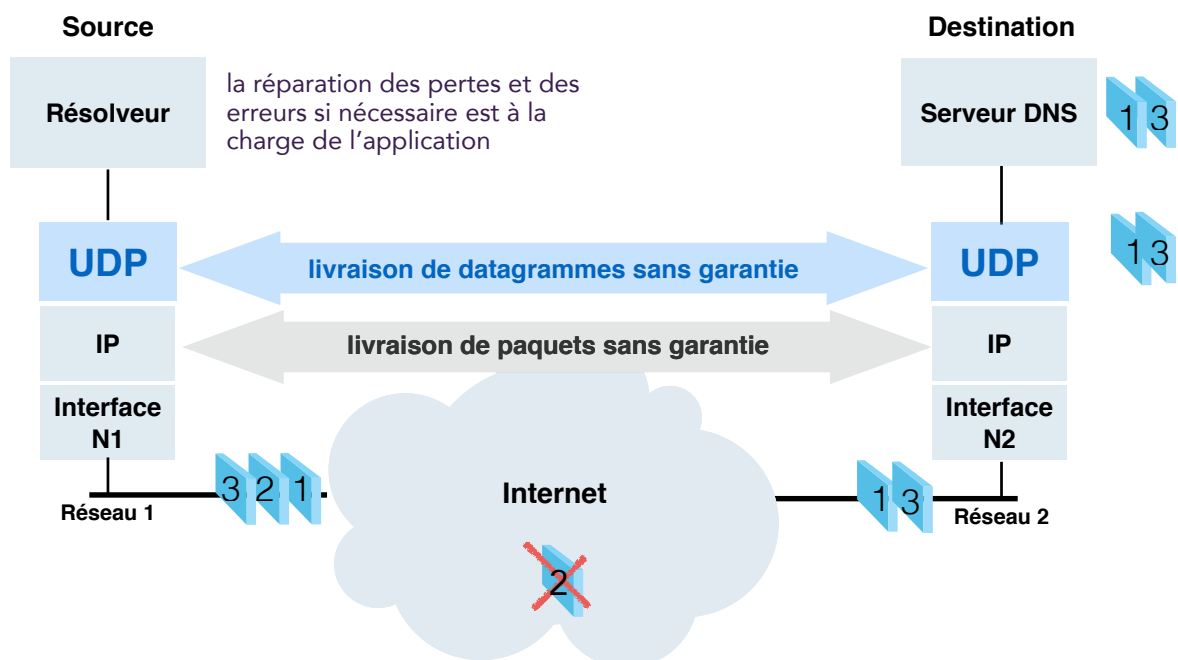 Source
Destination
Résolveur
la réparation des pertes et des
erreurs si nécessaire est à la
charge de l'application
Serveur DNS
1 3
UDP
livraison de datagrammes sans garantie
UDP
1 3
IP
livraison de paquets sans garantie
IP
Interface
N1
Interface
N2
3 2 1
Internet
1 3
Réseau 1
Réseau 2
2